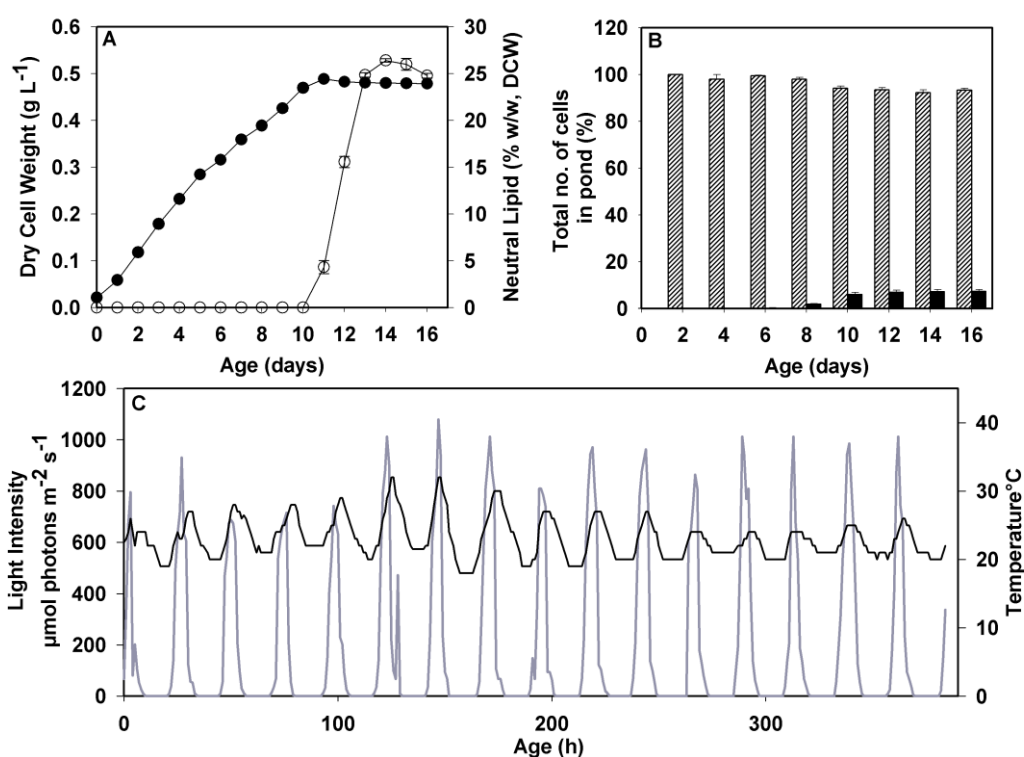 A
Dry Cell Weight (g L⁻¹)
0.6
0.5
0.4
0.3
0.2
0.1
0.0
30
25
20
15
10
5
0
Neutral Lipid (% w/w, DCW)
0 2 4 6 8 10 12 14 16
Age (days)
B
Total no. of cells
in pond (%)
120
100
80
60
40
20
0
0 2 4 6 8 10 12 14 16
Age (days)
C
Light Intensity
µmol photons m⁻² s⁻¹
1200
1000
800
600
400
200
0
40
30
20
10
0
Temperature°C
0 100 200 300
Age (h)